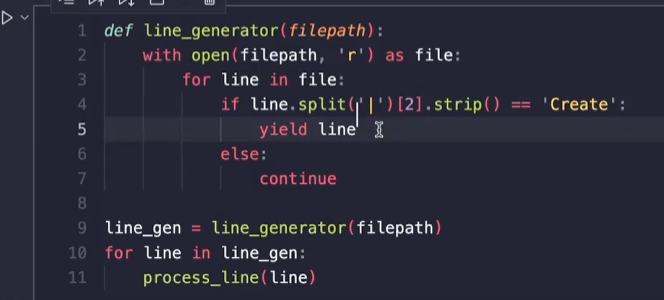 1 def line_generator(filepath):
2     with open(filepath, 'r') as file:
3         for line in file:
4             if line.split('|')[2].strip() == 'Create':
5                 yield line
6             else:
7                 continue
8
9 line_gen = line_generator(filepath)
10 for line in line_gen:
11     process_line(line)